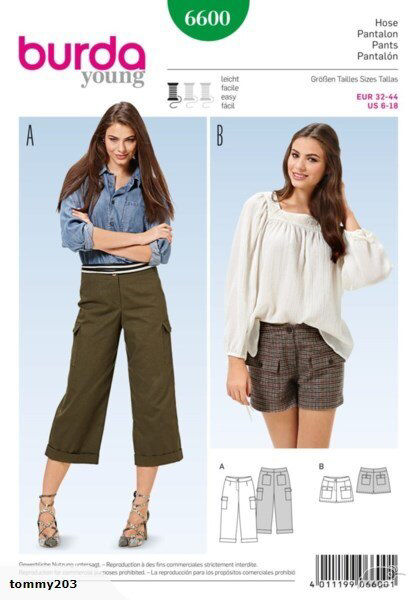 6600
burda
young
leicht
facile
easy
fácil
Hose
Pantalon
Pants
Pantalón
Größen Tailles Sizes Tallas
EUR 32-44
US 6-18
A
B
A
B
Gewerbliche Nutzung untersagt. – Reproduction à des fins commerciales strictement interdite.
Reproduction for commercial purposes prohibited. – La reproducción para los fines comerciales prohibido
4 011199 066001
tommy203